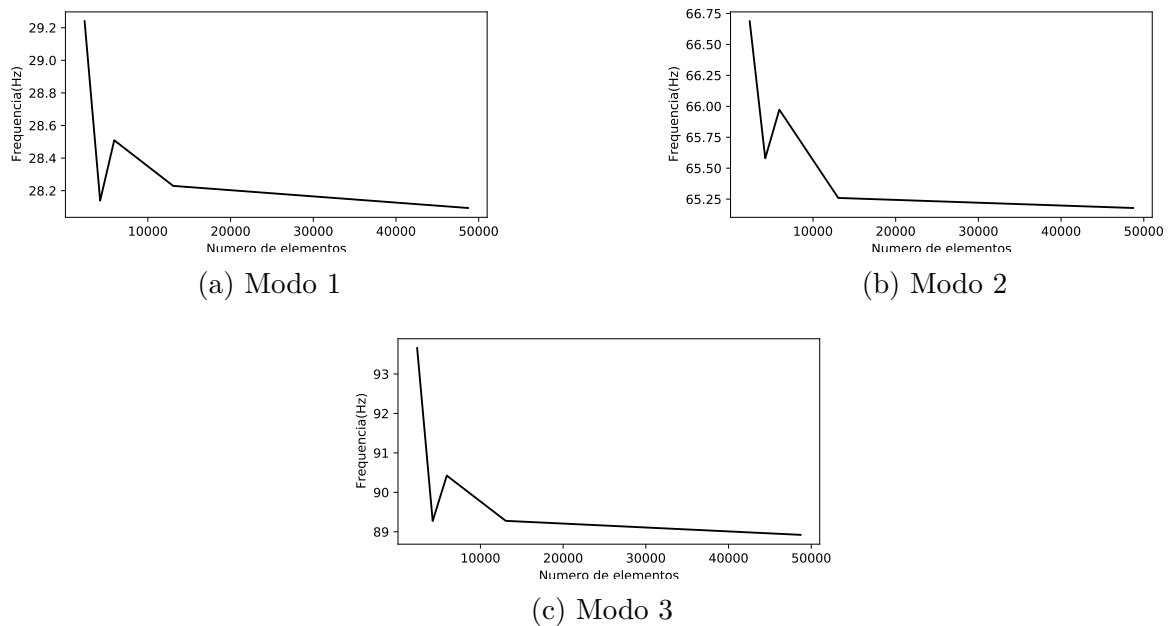 29.2
29.0
28.8
28.6
28.4
28.2
Frequencia(Hz)
10000 20000 30000 40000 50000
Numero de elementos
(a) Modo 1
66.75
66.50
66.25
66.00
65.75
65.50
65.25
Frequencia(Hz)
10000 20000 30000 40000 50000
Numero de elementos
(b) Modo 2
93
92
91
90
89
Frequencia(Hz)
10000 20000 30000 40000 50000
Numero de elementos
(c) Modo 3